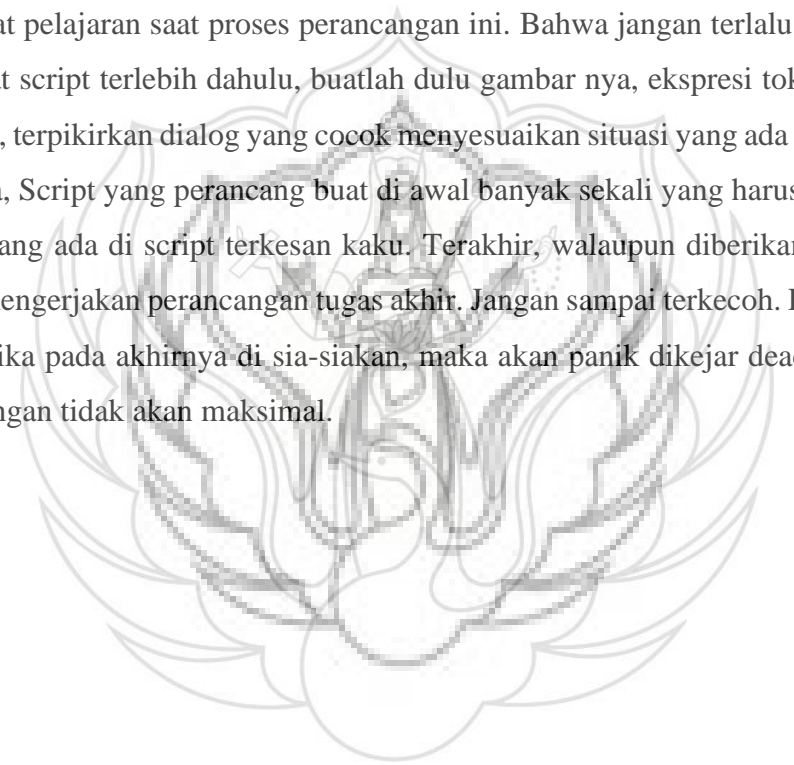 at pelajaran saat proses perancangan ini. Bahwa jangan terlalu
at script terlebih dahulu, buatlah dulu gambar nya, ekspresi tok
, terpikirkan dialog yang cocok menyesuaikan situasi yang ada
a, Script yang perancang buat di awal banyak sekali yang harus
ang ada di script terkesan kaku. Terakhir, walaupun diberikan
engerjakan perancangan tugas akhir. Jangan sampai terkecoh.
ika pada akhirnya di sia-siakan, maka akan panik dikejar dea
ngan tidak akan maksimal.